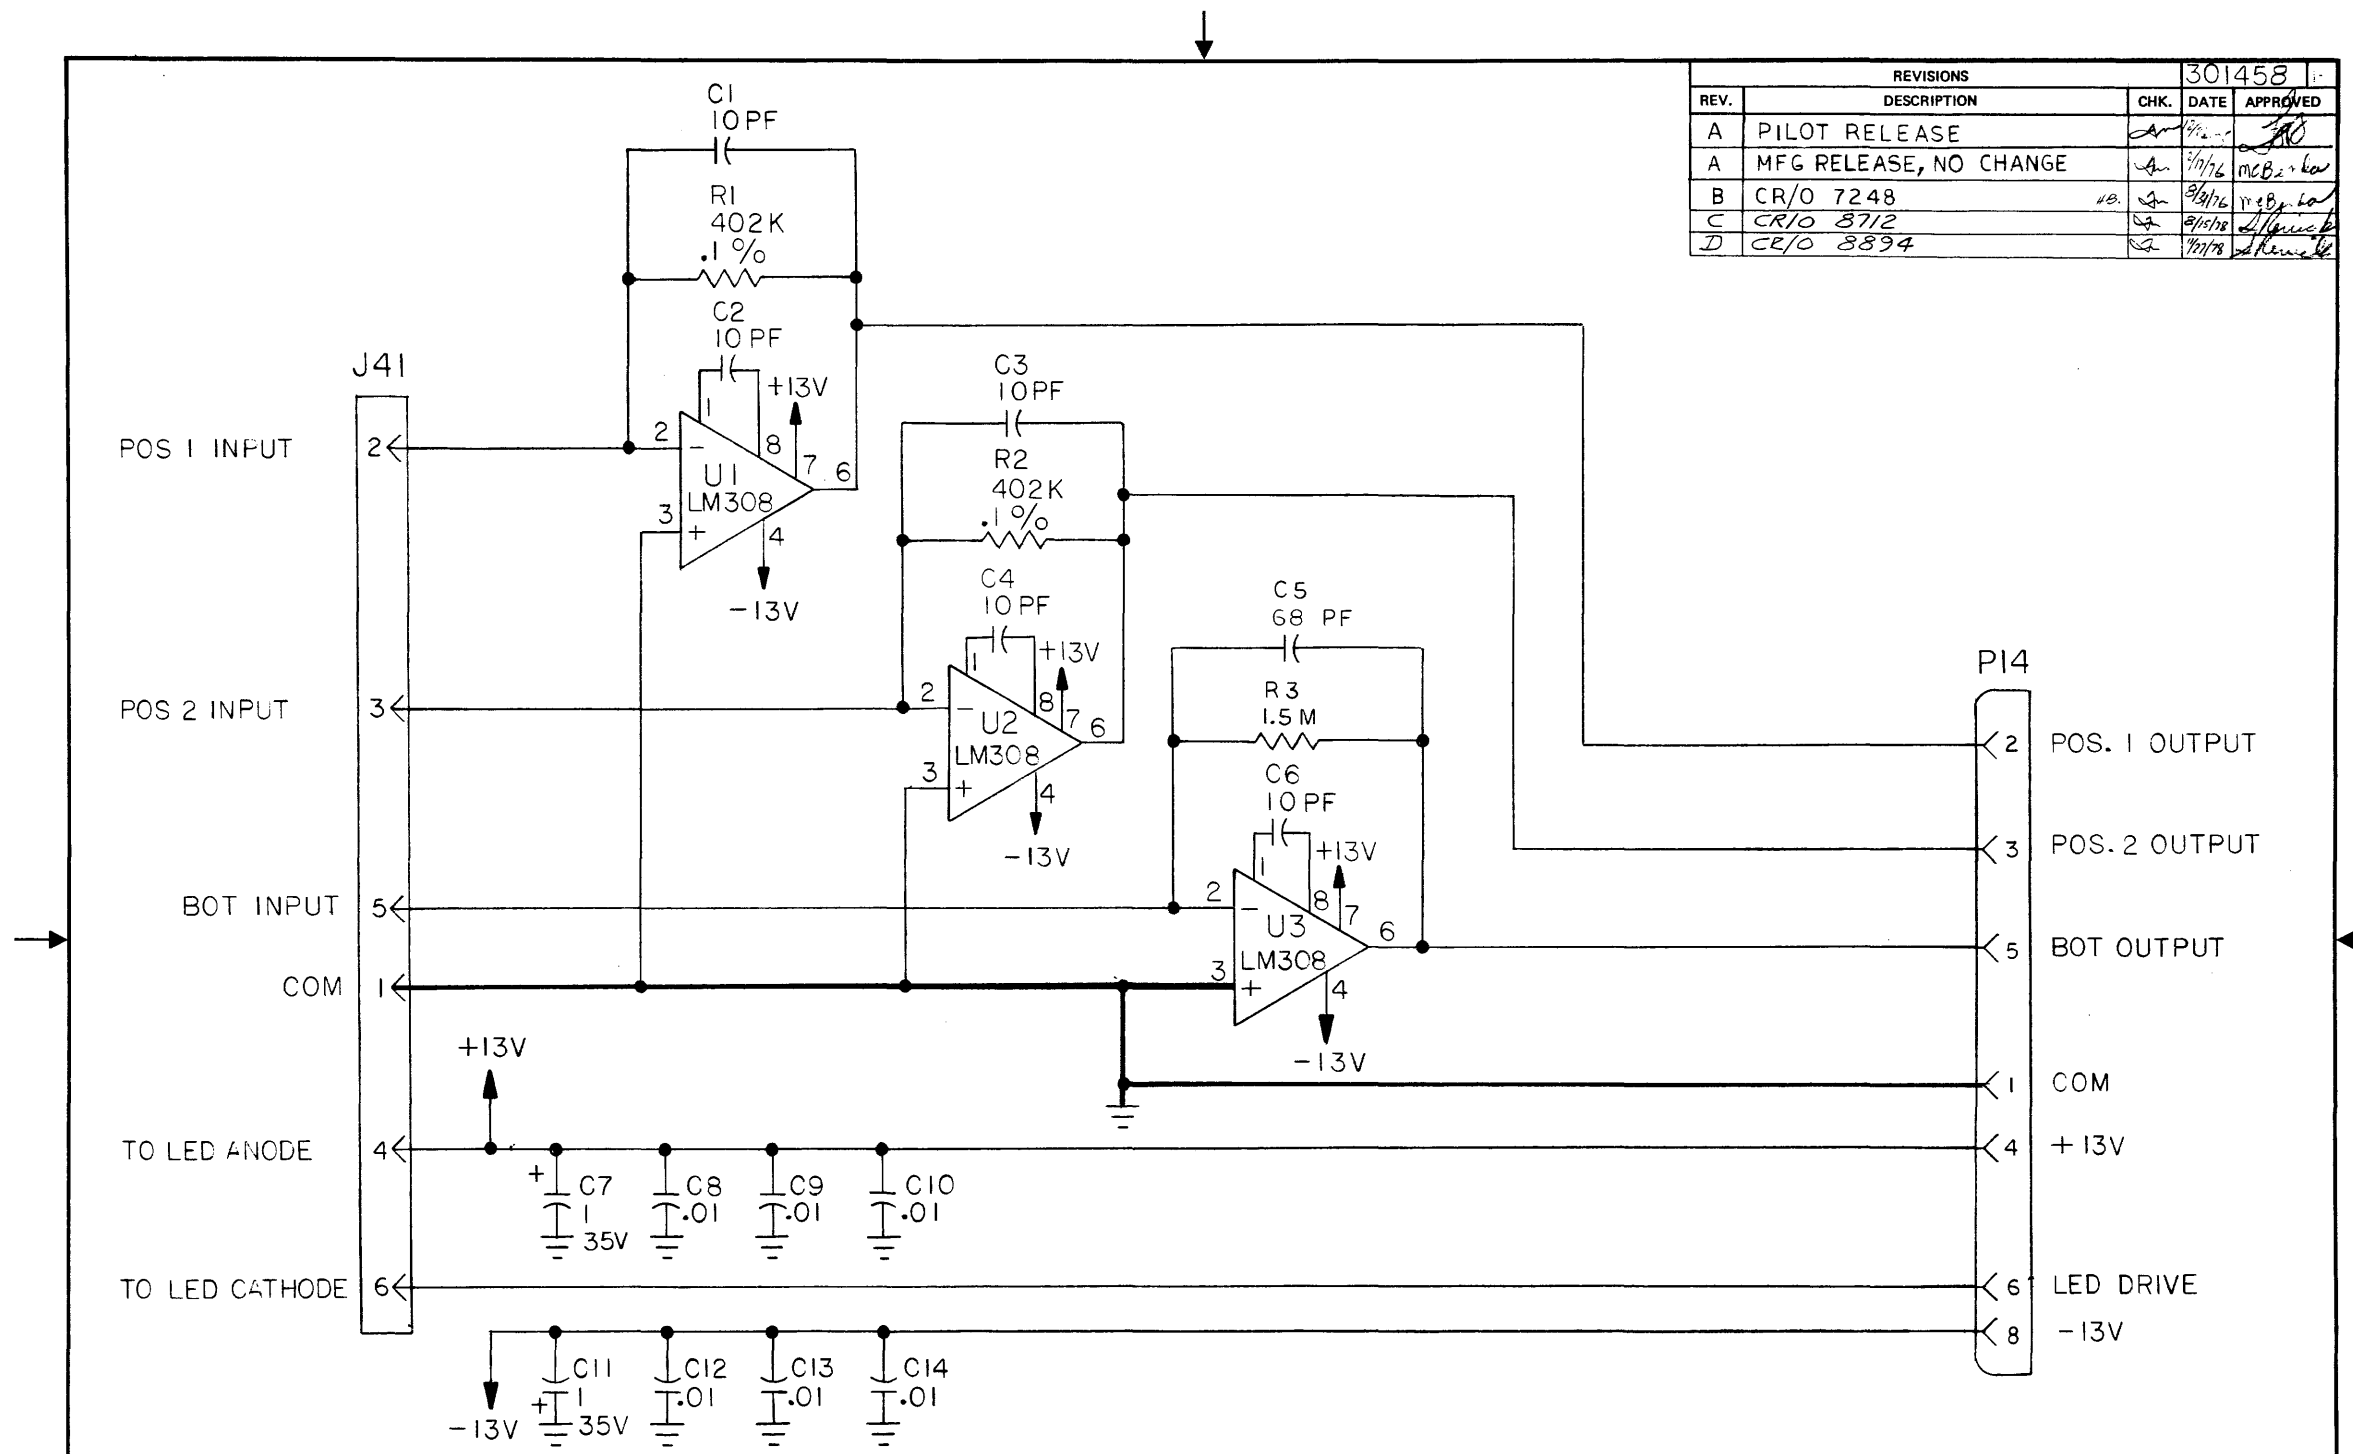 REVISIONS 301458
REV. DESCRIPTION CHK. DATE APPROVED
A PILOT RELEASE
A MFG RELEASE, NO CHANGE
B CR/O 7248 8/31/76
C CR/O 8712 8/15/78
D CR/O 8894
C1
10PF
R1
402K
.1%
C2
10PF
+13V
1
8
7
2
-
U1
LM308
6
3
+
4
-13V
C3
10PF
R2
402K
.1%
C4
10PF
+13V
1
8
7
2
-
U2
LM308
6
3
+
4
-13V
C5
68 PF
R3
1.5M
C6
10PF
+13V
1
8
7
2
-
U3
LM308
6
3
+
4
-13V
J41
POS 1 INPUT 2
POS 2 INPUT 3
BOT INPUT 5
COM 1
+13V
TO LED ANODE 4
TO LED CATHODE 6
+ C7
1
35V
C8
.01
C9
.01
C10
.01
C11
+ 1
35V
C12
.01
C13
.01
C14
.01
-13V
P14
2 POS. 1 OUTPUT
3 POS. 2 OUTPUT
5 BOT OUTPUT
1 COM
4 +13V
6 LED DRIVE
8 -13V